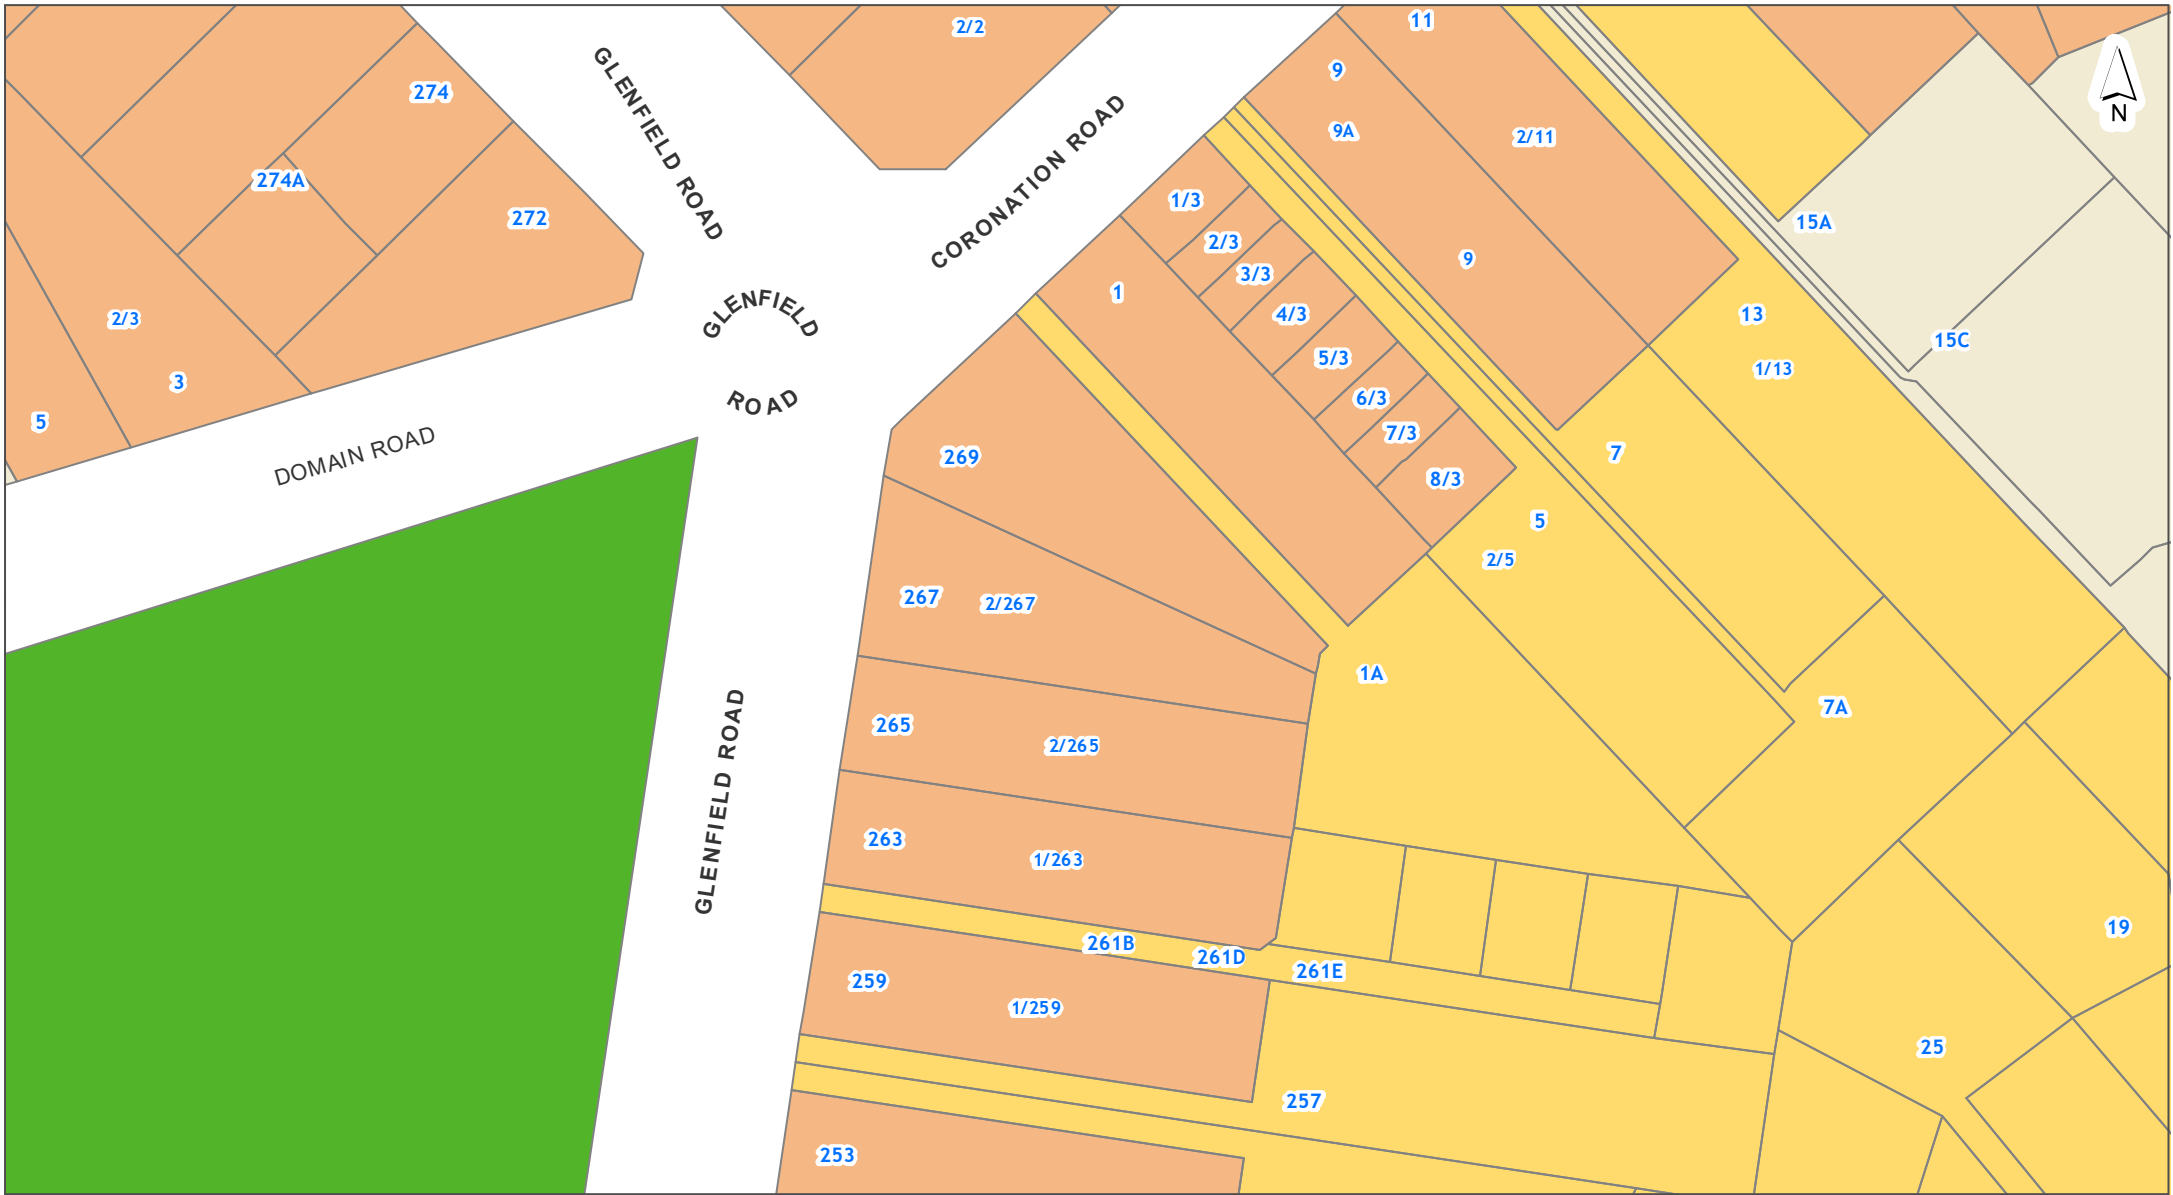 2/2
11
GLENFIELD ROAD
9
274
CORONATION ROAD
9A
2/11
N
274A
1/3
272
15A
2/3
9
3/3
1
4/3
13
2/3
GLENFIELD
ROAD
15C
5/3
1/13
3
6/3
5
DOMAIN ROAD
7/3
269
7
8/3
5
2/5
267
2/267
1A
GLENFIELD ROAD
7A
265
2/265
263
1/263
19
261B
261D
261E
259
1/259
25
257
253